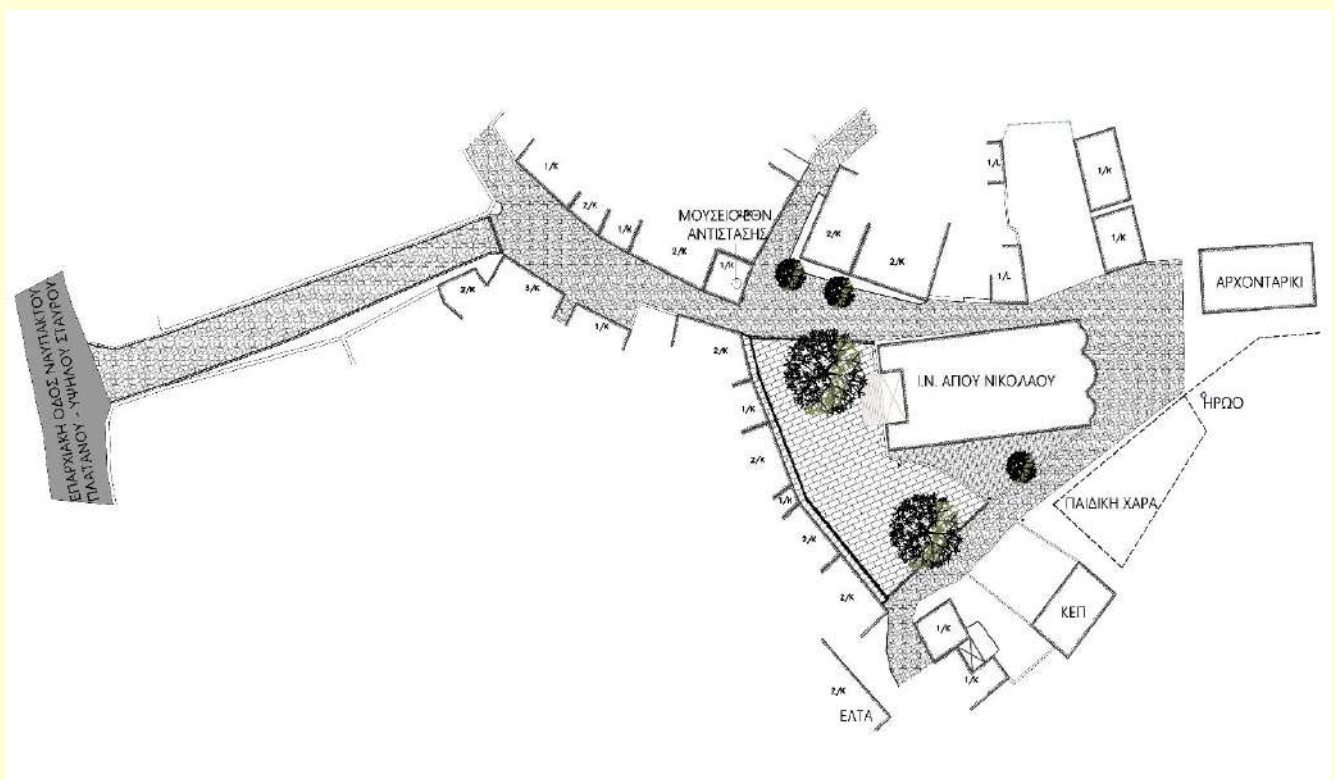 1/K
2/K
1/K
2/K
ΜΟΥΣΕΙΟ ΕΘΝ.
ΑΝΤΙΣΤΑΣΗΣ
1/K
2/K
2/K
1/L
1/L
1/K
1/K
ΑΡΧΟΝΤΑΡΙΚΙ
ΕΠΑΡΧΙΑΚΗ ΟΔΟΣ ΝΑΥΠΑΚΤΟΥ
ΠΛΑΤΑΝΟΥ - ΥΨΗΛΟΥ ΣΤΑΥΡΟΥ
2/K
3/K
1/K
2/K
1/K
2/K
1/K
2/K
2/K
Ι.Ν. ΑΓΙΟΥ ΝΙΚΟΛΑΟΥ
ΗΡΩΟ
ΠΑΙΔΙΚΗ ΧΑΡΑ
ΚΕΠ
1/K
1/K
2/K
ΕΛΤΑ